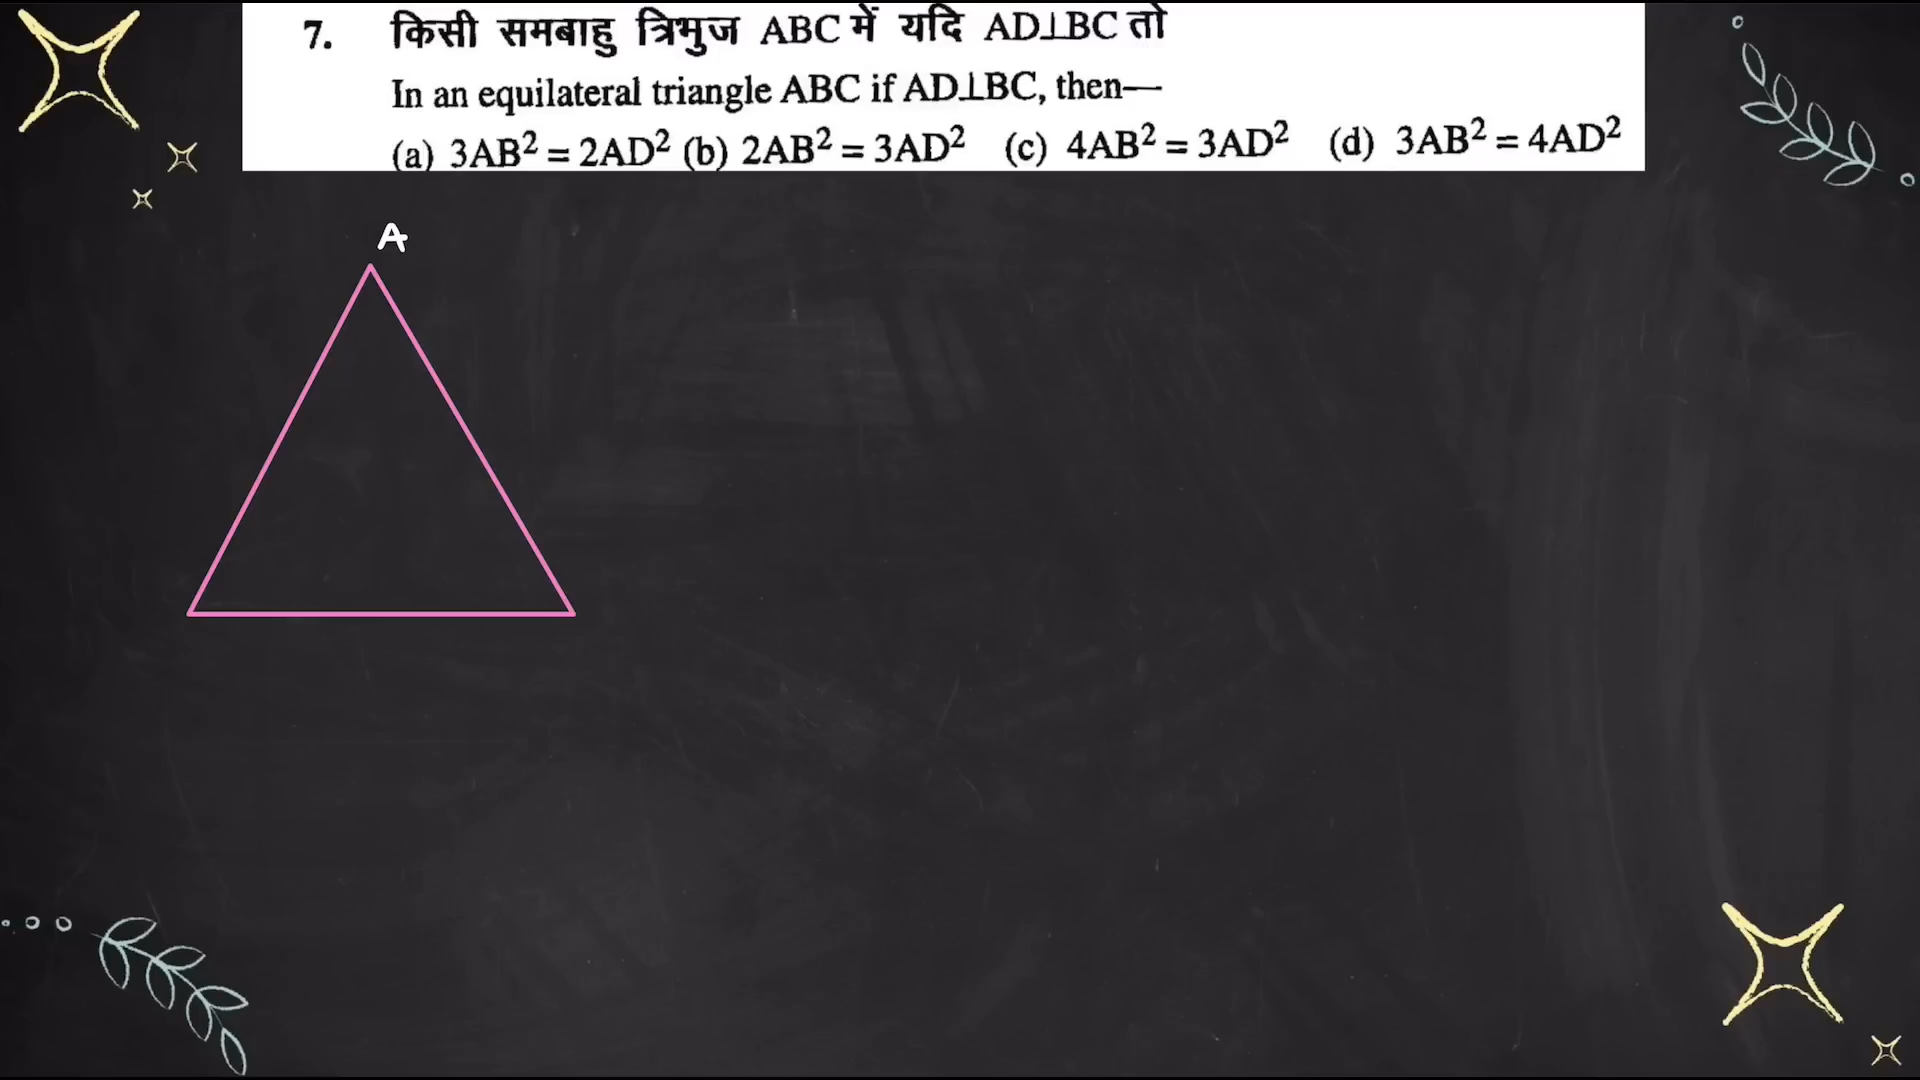 7. किसी समबाहु त्रिभुज ABC में यदि AD⊥BC तो
In an equilateral triangle ABC if AD⊥BC, then—
(a) 3AB² = 2AD² (b) 2AB² = 3AD² (c) 4AB² = 3AD² (d) 3AB² = 4AD²
A